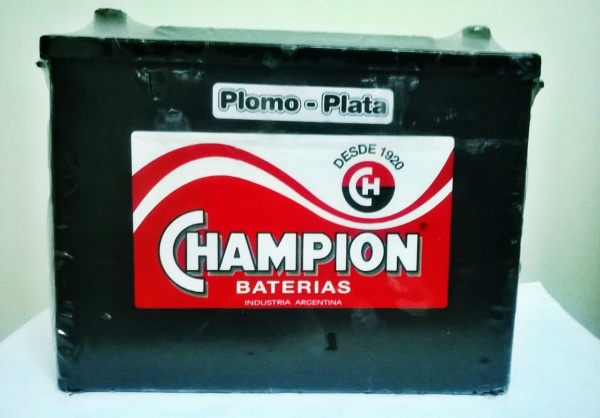 Plomo - Plata
DESDE 1920
CH
CHAMPION®
BATERIAS
INDUSTRIA ARGENTINA